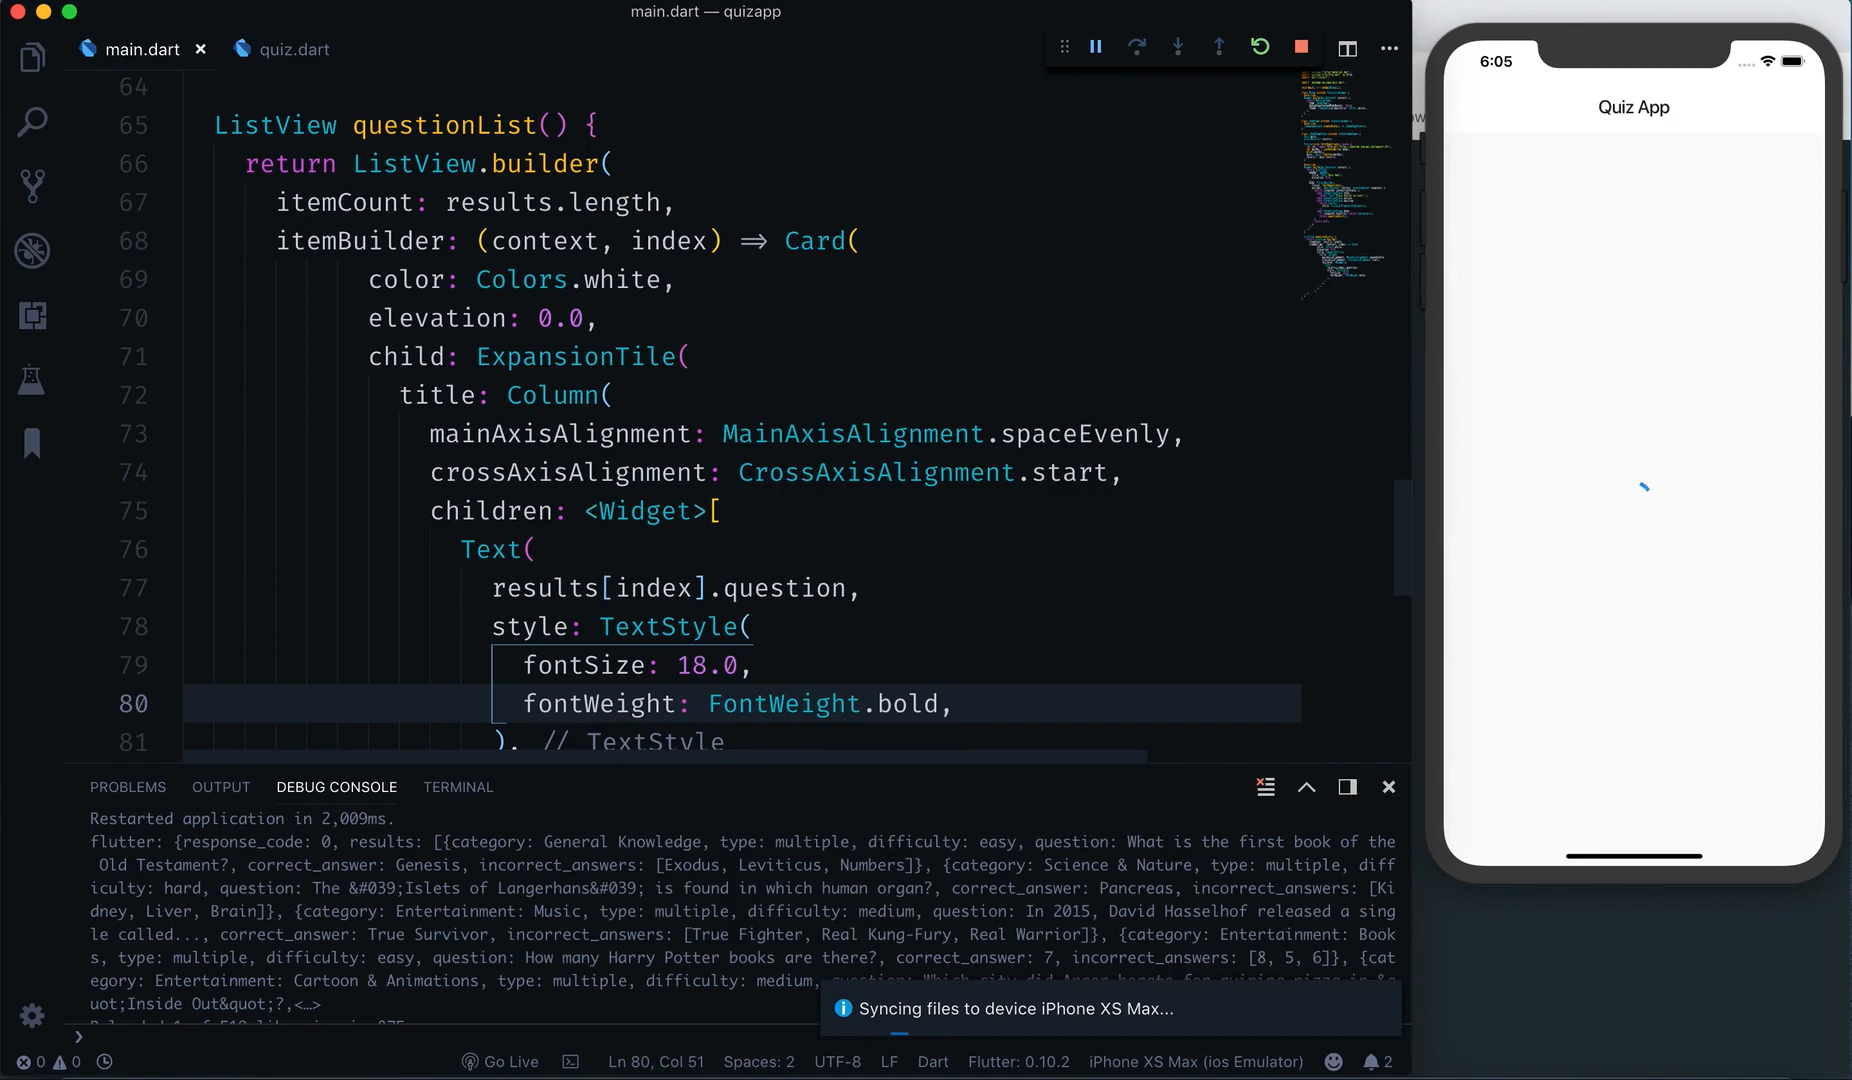 main.dart — quizapp
main.dart
quiz.dart
64
65 ListView questionList() {
66 return ListView.builder(
67 itemCount: results.length,
68 itemBuilder: (context, index) => Card(
69 color: Colors.white,
70 elevation: 0.0,
71 child: ExpansionTile(
72 title: Column(
73 mainAxisAlignment: MainAxisAlignment.spaceEvenly,
74 crossAxisAlignment: CrossAxisAlignment.start,
75 children: <Widget>[
76 Text(
77 results[index].question,
78 style: TextStyle(
79 fontSize: 18.0,
80 fontWeight: FontWeight.bold,
81 ), // TextStyle
PROBLEMS OUTPUT DEBUG CONSOLE TERMINAL
Restarted application in 2,009ms.
flutter: {response_code: 0, results: [{category: General Knowledge, type: multiple, difficulty: easy, question: What is the first book of the
Old Testament?, correct_answer: Genesis, incorrect_answers: [Exodus, Leviticus, Numbers]}, {category: Science & Nature, type: multiple, diff
iculty: hard, question: The &#039;Islets of Langerhans&#039; is found in which human organ?, correct_answer: Pancreas, incorrect_answers: [Ki
dney, Liver, Brain]}, {category: Entertainment: Music, type: multiple, difficulty: medium, question: In 2015, David Hasselhof released a sing
le called..., correct_answer: True Survivor, incorrect_answers: [True Fighter, Real Kung-Fury, Real Warrior]}, {category: Entertainment: Book
s, type: multiple, difficulty: easy, question: How many Harry Potter books are there?, correct_answer: 7, incorrect_answers: [8, 5, 6]}, {cat
egory: Entertainment: Cartoon & Animations, type: multiple, difficulty: medium,
uot;Inside Out&quot;?,<…>
Syncing files to device iPhone XS Max...
0 0 Go Live Ln 80, Col 51 Spaces: 2 UTF-8 LF Dart Flutter: 0.10.2 iPhone XS Max (ios Emulator) 2
6:05
Quiz App